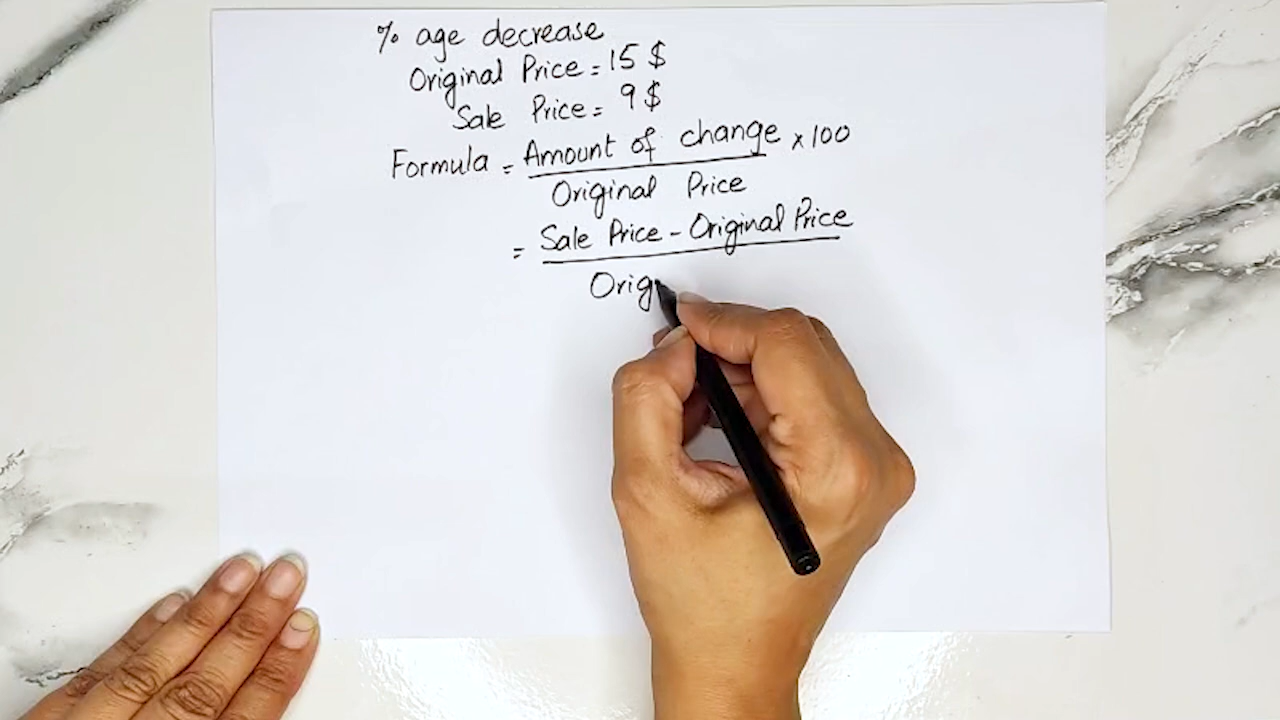 % age decrease
Original Price = 15 $
Sale Price = 9 $
Formula = Amount of change x 100
Original Price
= Sale Price - Original Price
Orig